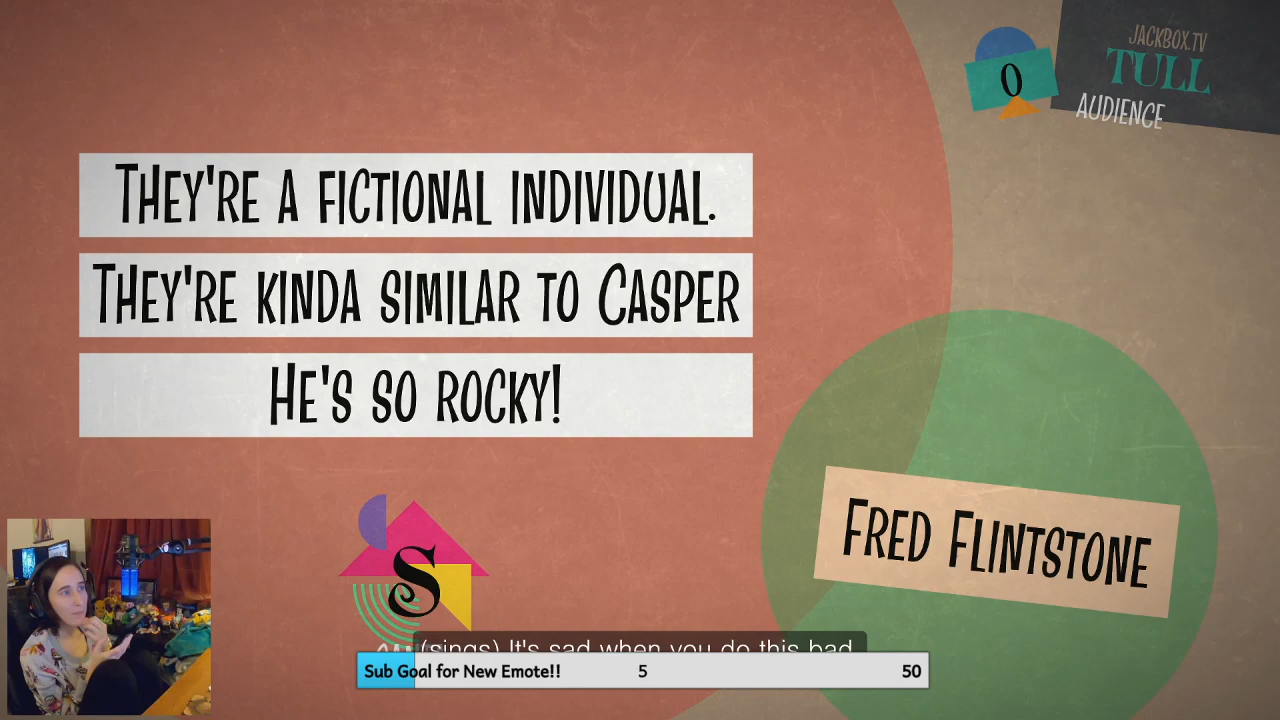 JACKBOX.TV
TULL
0
AUDIENCE
THEY'RE A FICTIONAL INDIVIDUAL.
THEY'RE KINDA SIMILAR TO CASPER
HE'S SO ROCKY!
FRED FLINTSTONE
S
(sings) It's sad when you do this bad
Sub Goal for New Emote!! 5 50